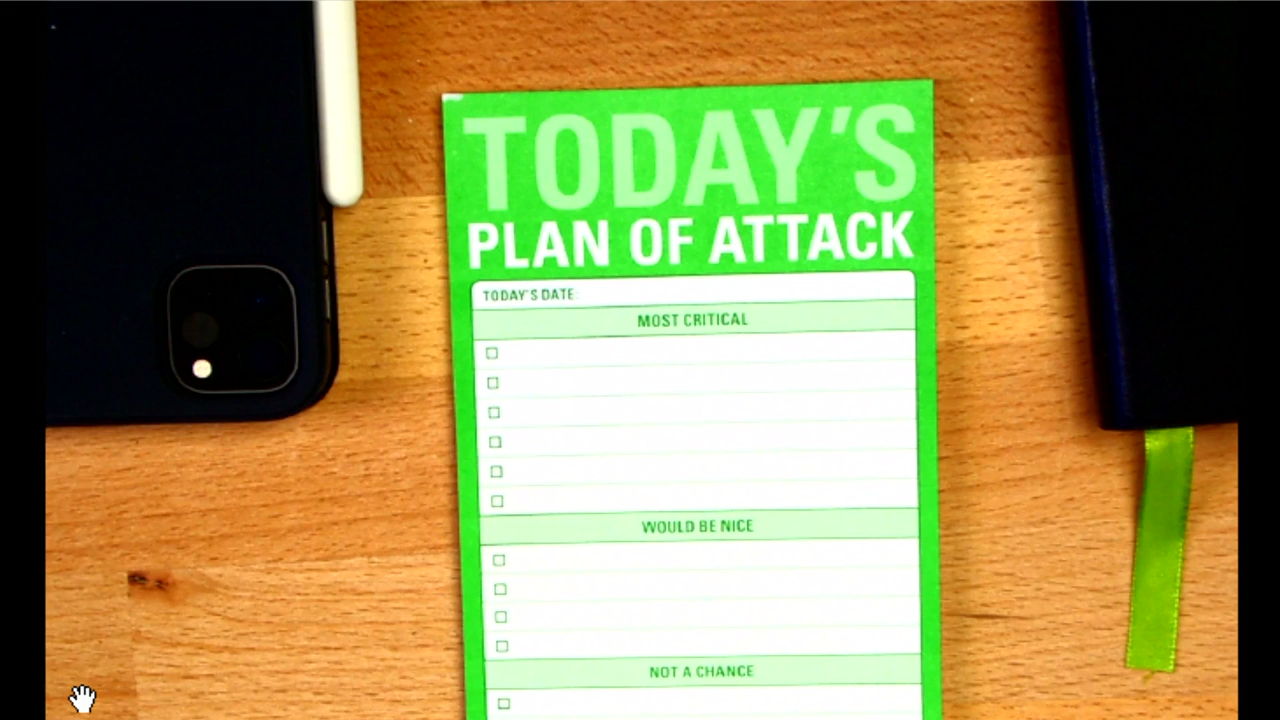 TODAY'S
PLAN OF ATTACK
TODAY'S DATE:
MOST CRITICAL
WOULD BE NICE
NOT A CHANCE